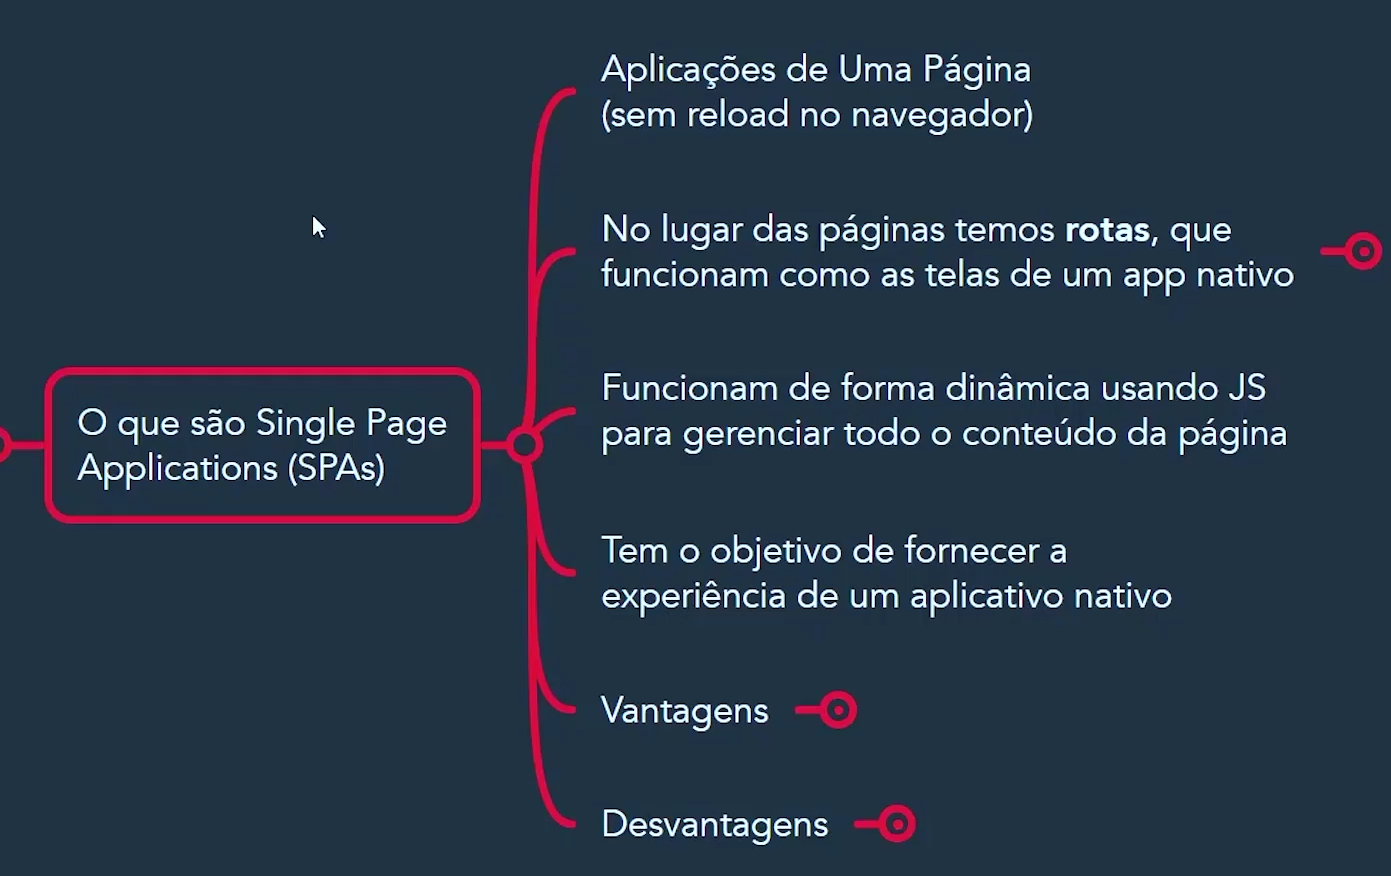 Aplicações de Uma Página
(sem reload no navegador)
No lugar das páginas temos rotas, que
funcionam como as telas de um app nativo
O que são Single Page
Applications (SPAs)
Funcionam de forma dinâmica usando JS
para gerenciar todo o conteúdo da página
Tem o objetivo de fornecer a
experiência de um aplicativo nativo
Vantagens
Desvantagens